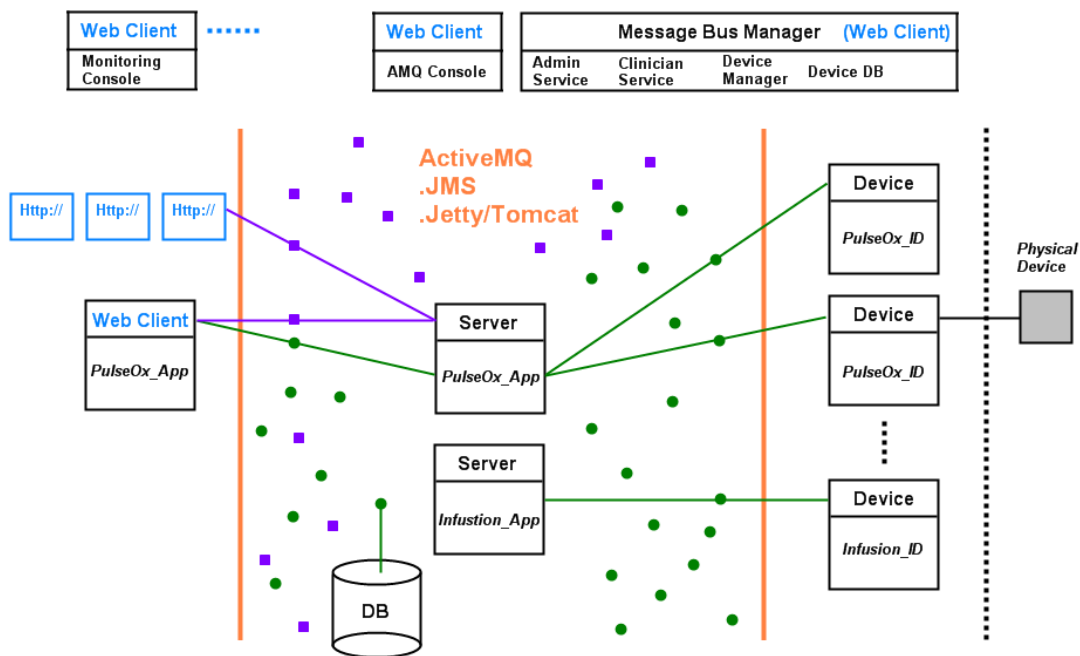 Web Client
Monitoring
Console
Web Client
AMQ Console
Message Bus Manager (Web Client)
Admin
Service
Clinician
Service
Device
Manager
Device DB
ActiveMQ
.JMS
.Jetty/Tomcat
Http://
Http://
Http://
Web Client
PulseOx_App
Server
PulseOx_App
Server
Infustion_App
DB
Device
PulseOx_ID
Device
PulseOx_ID
Device
Infusion_ID
Physical
Device